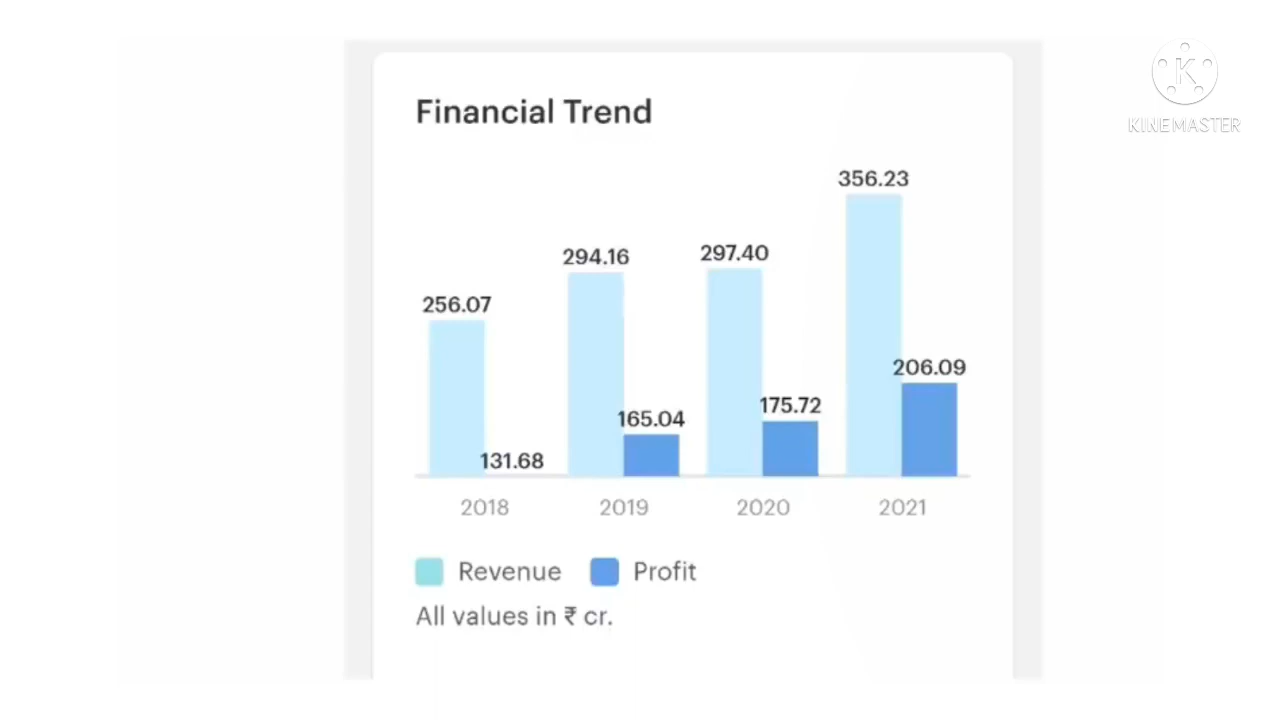 Financial Trend
K
KINEMASTER
356.23
294.16
297.40
256.07
206.09
165.04
175.72
131.68
2018
2019
2020
2021
Revenue
Profit
All values in ₹ cr.